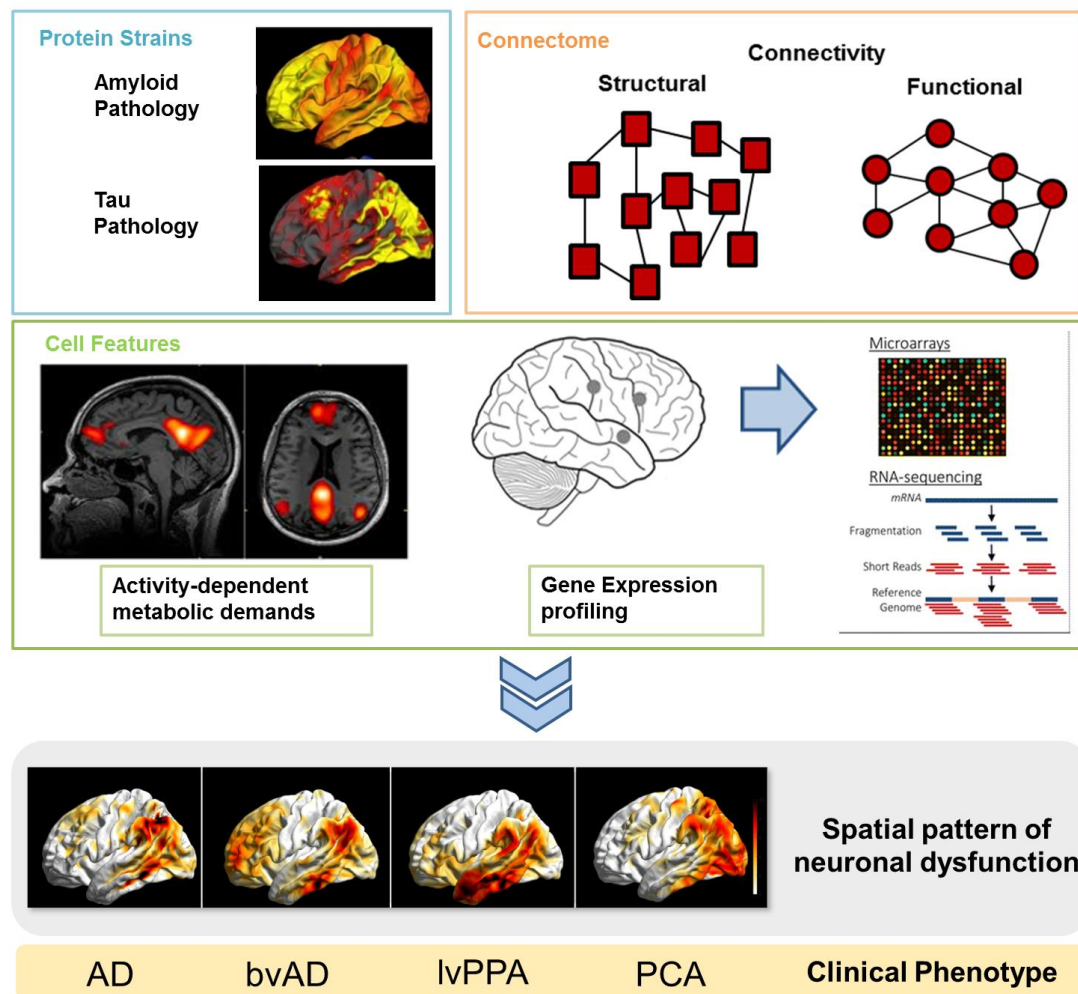 Protein Strains
Amyloid
Pathology
Tau
Pathology
Connectome
Connectivity
Structural
Functional
Cell Features
Activity-dependent
metabolic demands
Gene Expression
profiling
Microarrays
RNA-sequencing
mRNA
Fragmentation
Short Reads
Reference
Genome
Spatial pattern of
neuronal dysfunction
AD
bvAD
lvPPA
PCA
Clinical Phenotype